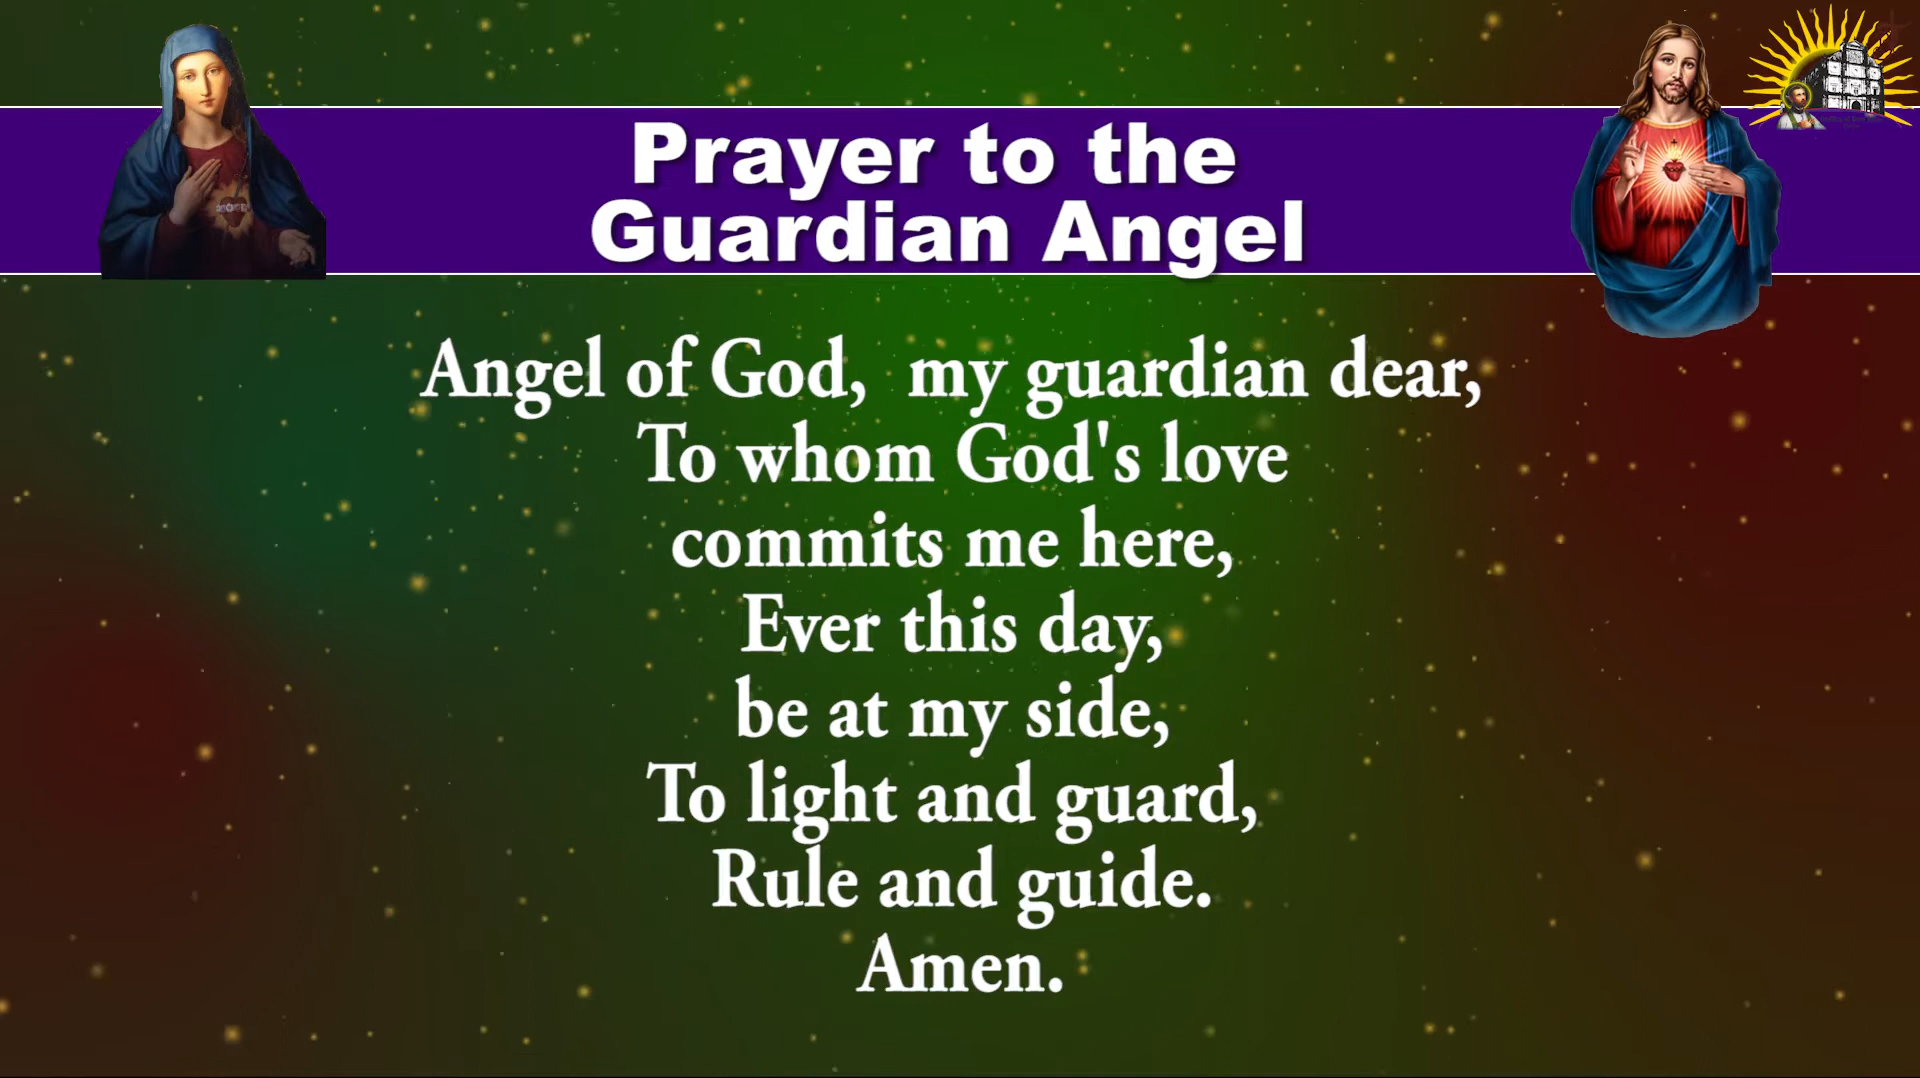 Prayer to the
Guardian Angel
Angel of God, my guardian dear,
To whom God's love
commits me here,
Ever this day,
be at my side,
To light and guard,
Rule and guide.
Amen.